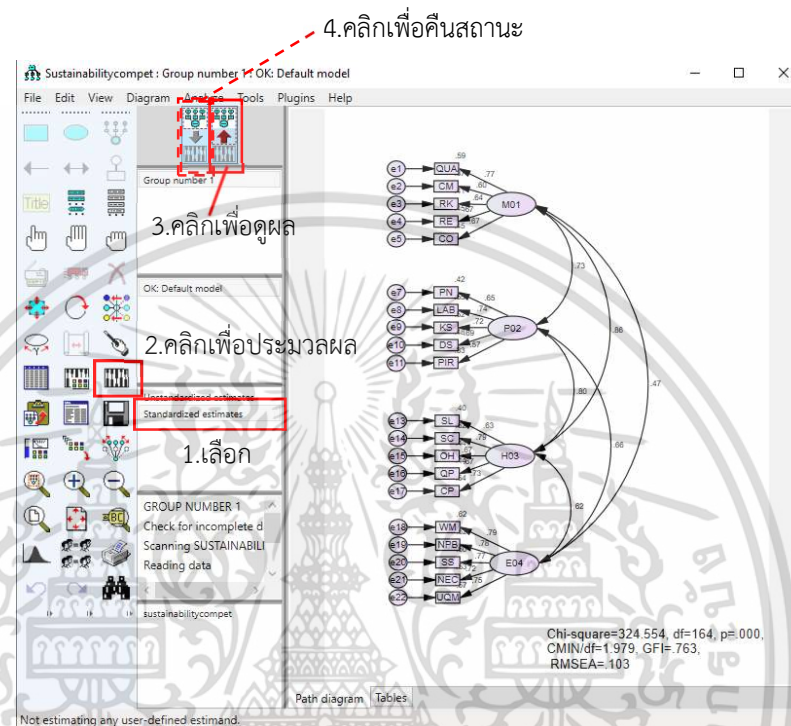 4.คลิกเพื่อคืนสถานะ
Sustainabilitycompet : Group number 1 : OK: Default model
File Edit View Diagram Analyze Tools Plugins Help
Title
Group number 1
3.คลิกเพื่อดูผล
OK: Default model
2.คลิกเพื่อประมวลผล
Unstandardized estimates
Standardized estimates
1.เลือก
GROUP NUMBER 1
Check for incomplete d
Scanning SUSTAINABILI
Reading data
sustainabilitycompet
Not estimating any user-defined estimand.
e1 QUA .59 .77
e2 CM .60
e3 RK .64
e4 RE
e5 CO
M01
.73
.86
.47
e7 PN .42 .65
e8 LAB .74
e9 KS .72
e10 DS
e11 PIR
P02
.80
.66
e13 SL .40 .63
e14 SC .79
e15 OH
e16 QP
e17 CP
H03
.62
e18 WM .62 .79
e19 NPB
e20 SS .77
e21 NEC
e22 UQM .75
E04
Chi-square=324.554, df=164, p=.000,
CMIN/df=1.979, GFI=.763,
RMSEA=.103
Path diagram Tables